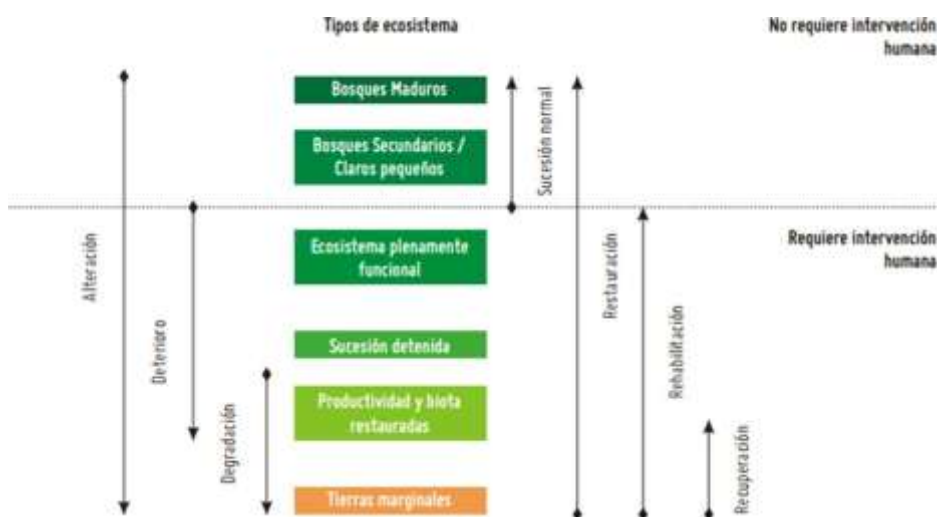 Tipos de ecosistema
No requiere intervención
humana
Bosques Maduros
Bosques Secundarios /
Claros pequeños
Sucesión normal
Ecosistema plenamente
funcional
Requiere intervención
humana
Alteración
Restauración
Deterioro
Sucesión detenida
Rehabilitación
Productividad y biota
restauradas
Degradación
Recuperación
Tierras marginales